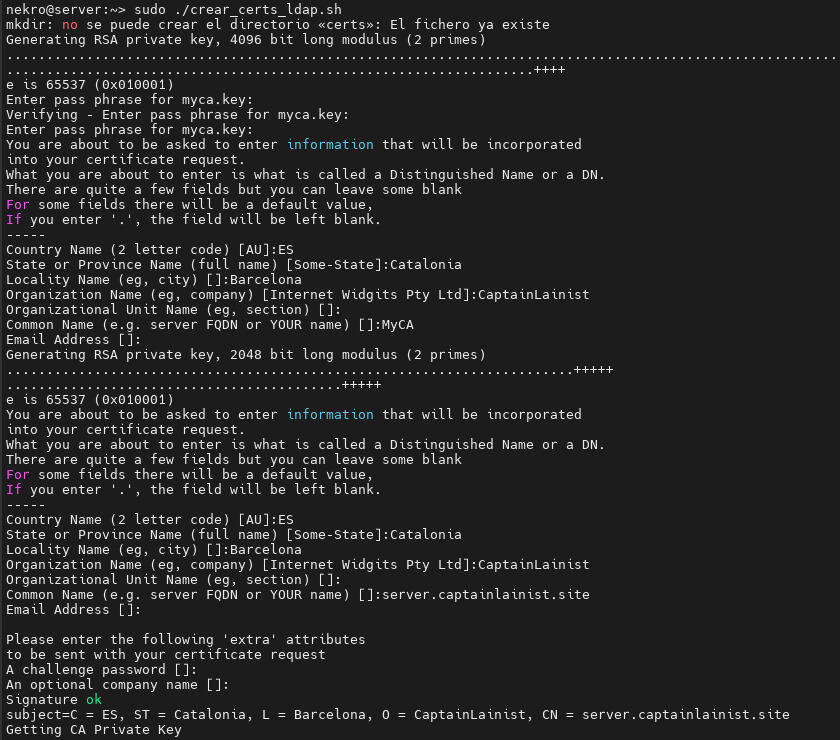 nekro@server:~> sudo ./crear_certs_ldap.sh
mkdir: no se puede crear el directorio «certs»: El fichero ya existe
Generating RSA private key, 4096 bit long modulus (2 primes)
........................................................................................................
..................................................................++++
e is 65537 (0x010001)
Enter pass phrase for myca.key:
Verifying - Enter pass phrase for myca.key:
Enter pass phrase for myca.key:
You are about to be asked to enter information that will be incorporated
into your certificate request.
What you are about to enter is what is called a Distinguished Name or a DN.
There are quite a few fields but you can leave some blank
For some fields there will be a default value,
If you enter '.', the field will be left blank.
-----
Country Name (2 letter code) [AU]:ES
State or Province Name (full name) [Some-State]:Catalonia
Locality Name (eg, city) []:Barcelona
Organization Name (eg, company) [Internet Widgits Pty Ltd]:CaptainLainist
Organizational Unit Name (eg, section) []:
Common Name (e.g. server FQDN or YOUR name) []:MyCA
Email Address []:
Generating RSA private key, 2048 bit long modulus (2 primes)
.......................................................................+++++
..........................................+++++
e is 65537 (0x010001)
You are about to be asked to enter information that will be incorporated
into your certificate request.
What you are about to enter is what is called a Distinguished Name or a DN.
There are quite a few fields but you can leave some blank
For some fields there will be a default value,
If you enter '.', the field will be left blank.
-----
Country Name (2 letter code) [AU]:ES
State or Province Name (full name) [Some-State]:Catalonia
Locality Name (eg, city) []:Barcelona
Organization Name (eg, company) [Internet Widgits Pty Ltd]:CaptainLainist
Organizational Unit Name (eg, section) []:
Common Name (e.g. server FQDN or YOUR name) []:server.captainlainist.site
Email Address []:

Please enter the following 'extra' attributes
to be sent with your certificate request
A challenge password []:
An optional company name []:
Signature ok
subject=C = ES, ST = Catalonia, L = Barcelona, O = CaptainLainist, CN = server.captainlainist.site
Getting CA Private Key